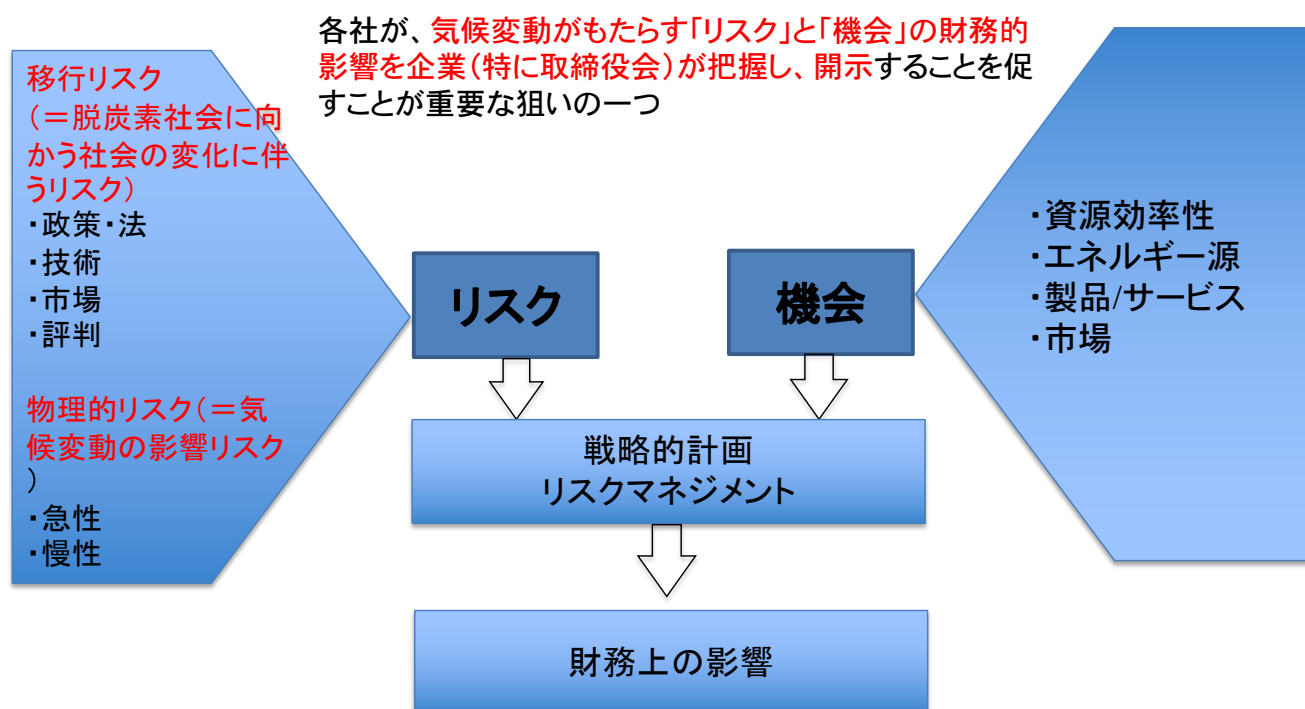 各社が、気候変動がもたらす「リスク」と「機会」の財務的
影響を企業(特に取締役会)が把握し、開示することを促
すことが重要な狙いの一つ
移行リスク
(=脱炭素社会に向
かう社会の変化に伴
うリスク)
・政策・法
・技術
・市場
・評判
物理的リスク(=気
候変動の影響リスク
)
・急性
・慢性
リスク
機会
・資源効率性
・エネルギー源
・製品/サービス
・市場
戦略的計画
リスクマネジメント
財務上の影響